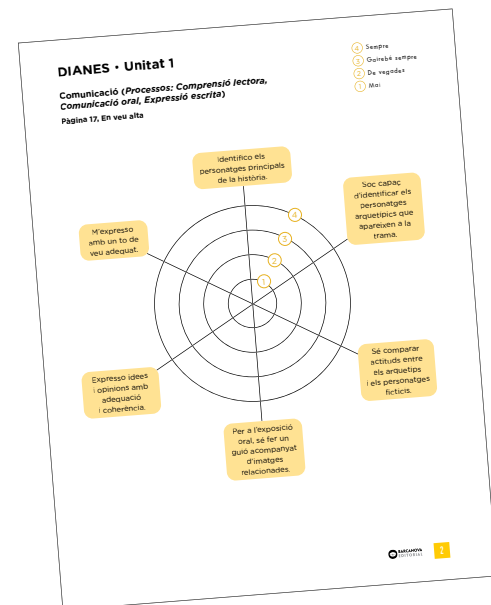 DIANES • Unitat 1
Comunicació (Processos: Comprensió lectora,
Comunicació oral, Expressió escrita)
Pàgina 17, En veu alta
4 Sempre
3 Gairebé sempre
2 De vegades
1 Mai
Identifico els
personatges principals
de la història.
Soc capaç
d'identificar els
personatges
arquetípics que
apareixen a la
trama.
M'expresso
amb un to de
veu adequat.
4
3
2
1
Sé comparar
actituds entre
els arquetips
i els personatges
ficticis.
Expresso idees
i opinions amb
adequació
i coherència.
Per a l'exposició
oral, sé fer un
guió acompanyat
d'imatges
relacionades.
BARCANOVA
EDITORIAL
2